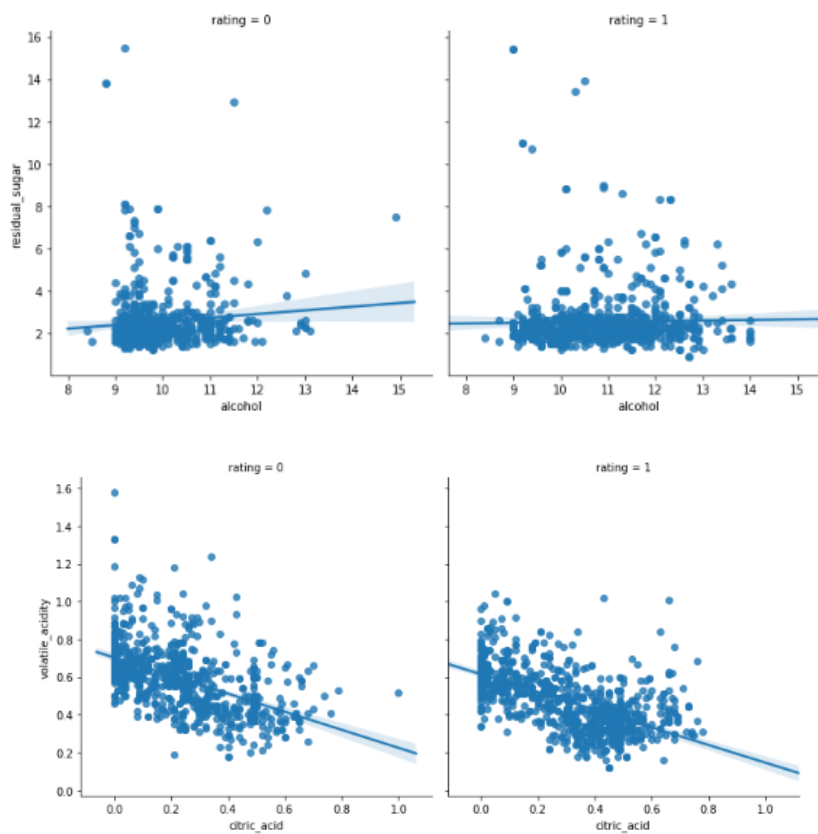 rating = 0
rating = 1
16
14
12
10
8
6
4
2
residual_sugar
8 9 10 11 12 13 14 15
8 9 10 11 12 13 14 15
alcohol
alcohol
rating = 0
rating = 1
1.6
1.4
1.2
1.0
0.8
0.6
0.4
0.2
0.0
volatile_acidity
0.0 0.2 0.4 0.6 0.8 1.0
0.0 0.2 0.4 0.6 0.8 1.0
citric_acid
citric_acid